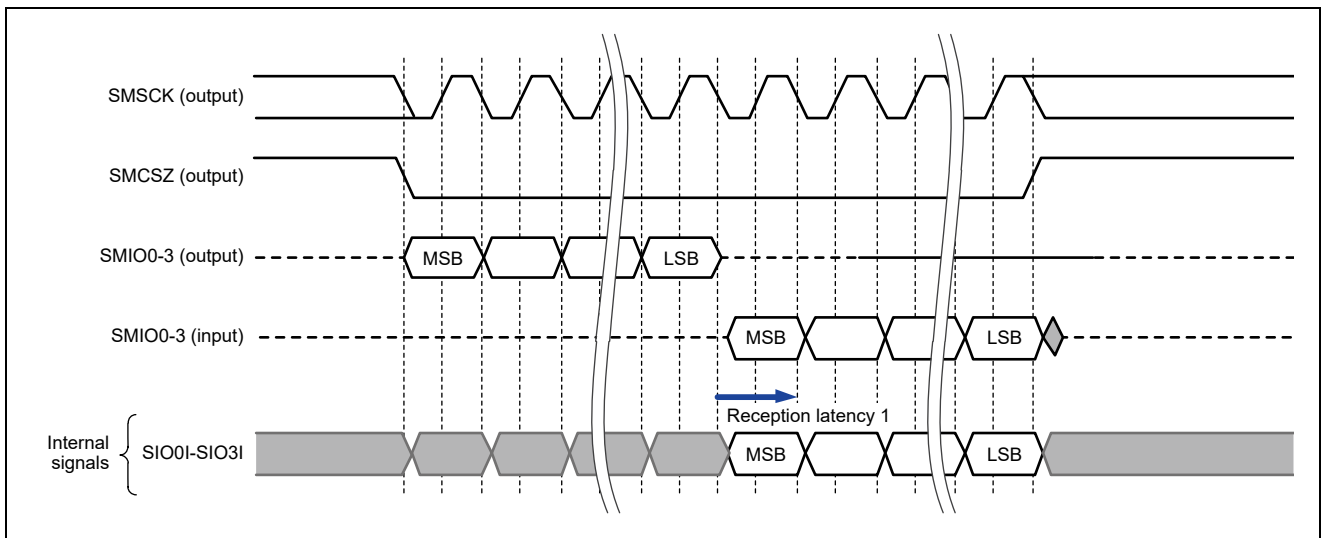 SMSCK (output)
SMCSZ (output)
SMIO0-3 (output)
MSB
LSB
SMIO0-3 (input)
MSB
LSB
Reception latency 1
Internal
signals
SIO0I-SIO3I
MSB
LSB